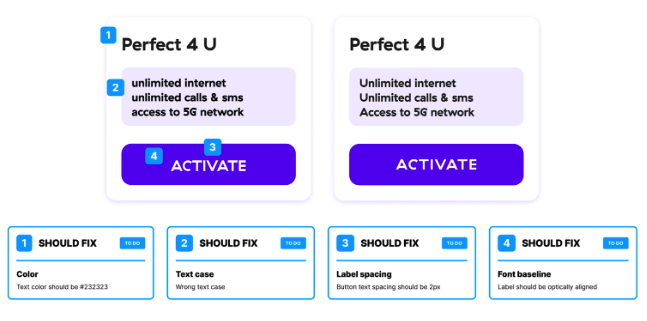 1
Perfect 4 U
2
unlimited internet
unlimited calls & sms
access to 5G network
3
4
ACTIVATE
Perfect 4 U
Unlimited internet
Unlimited calls & sms
Access to 5G network
ACTIVATE
1 SHOULD FIX TO DO
Color
Text color should be #232323
2 SHOULD FIX TO DO
Text case
Wrong text case
3 SHOULD FIX TO DO
Label spacing
Button text spacing should be 2px
4 SHOULD FIX TO DO
Font baseline
Label should be optically aligned